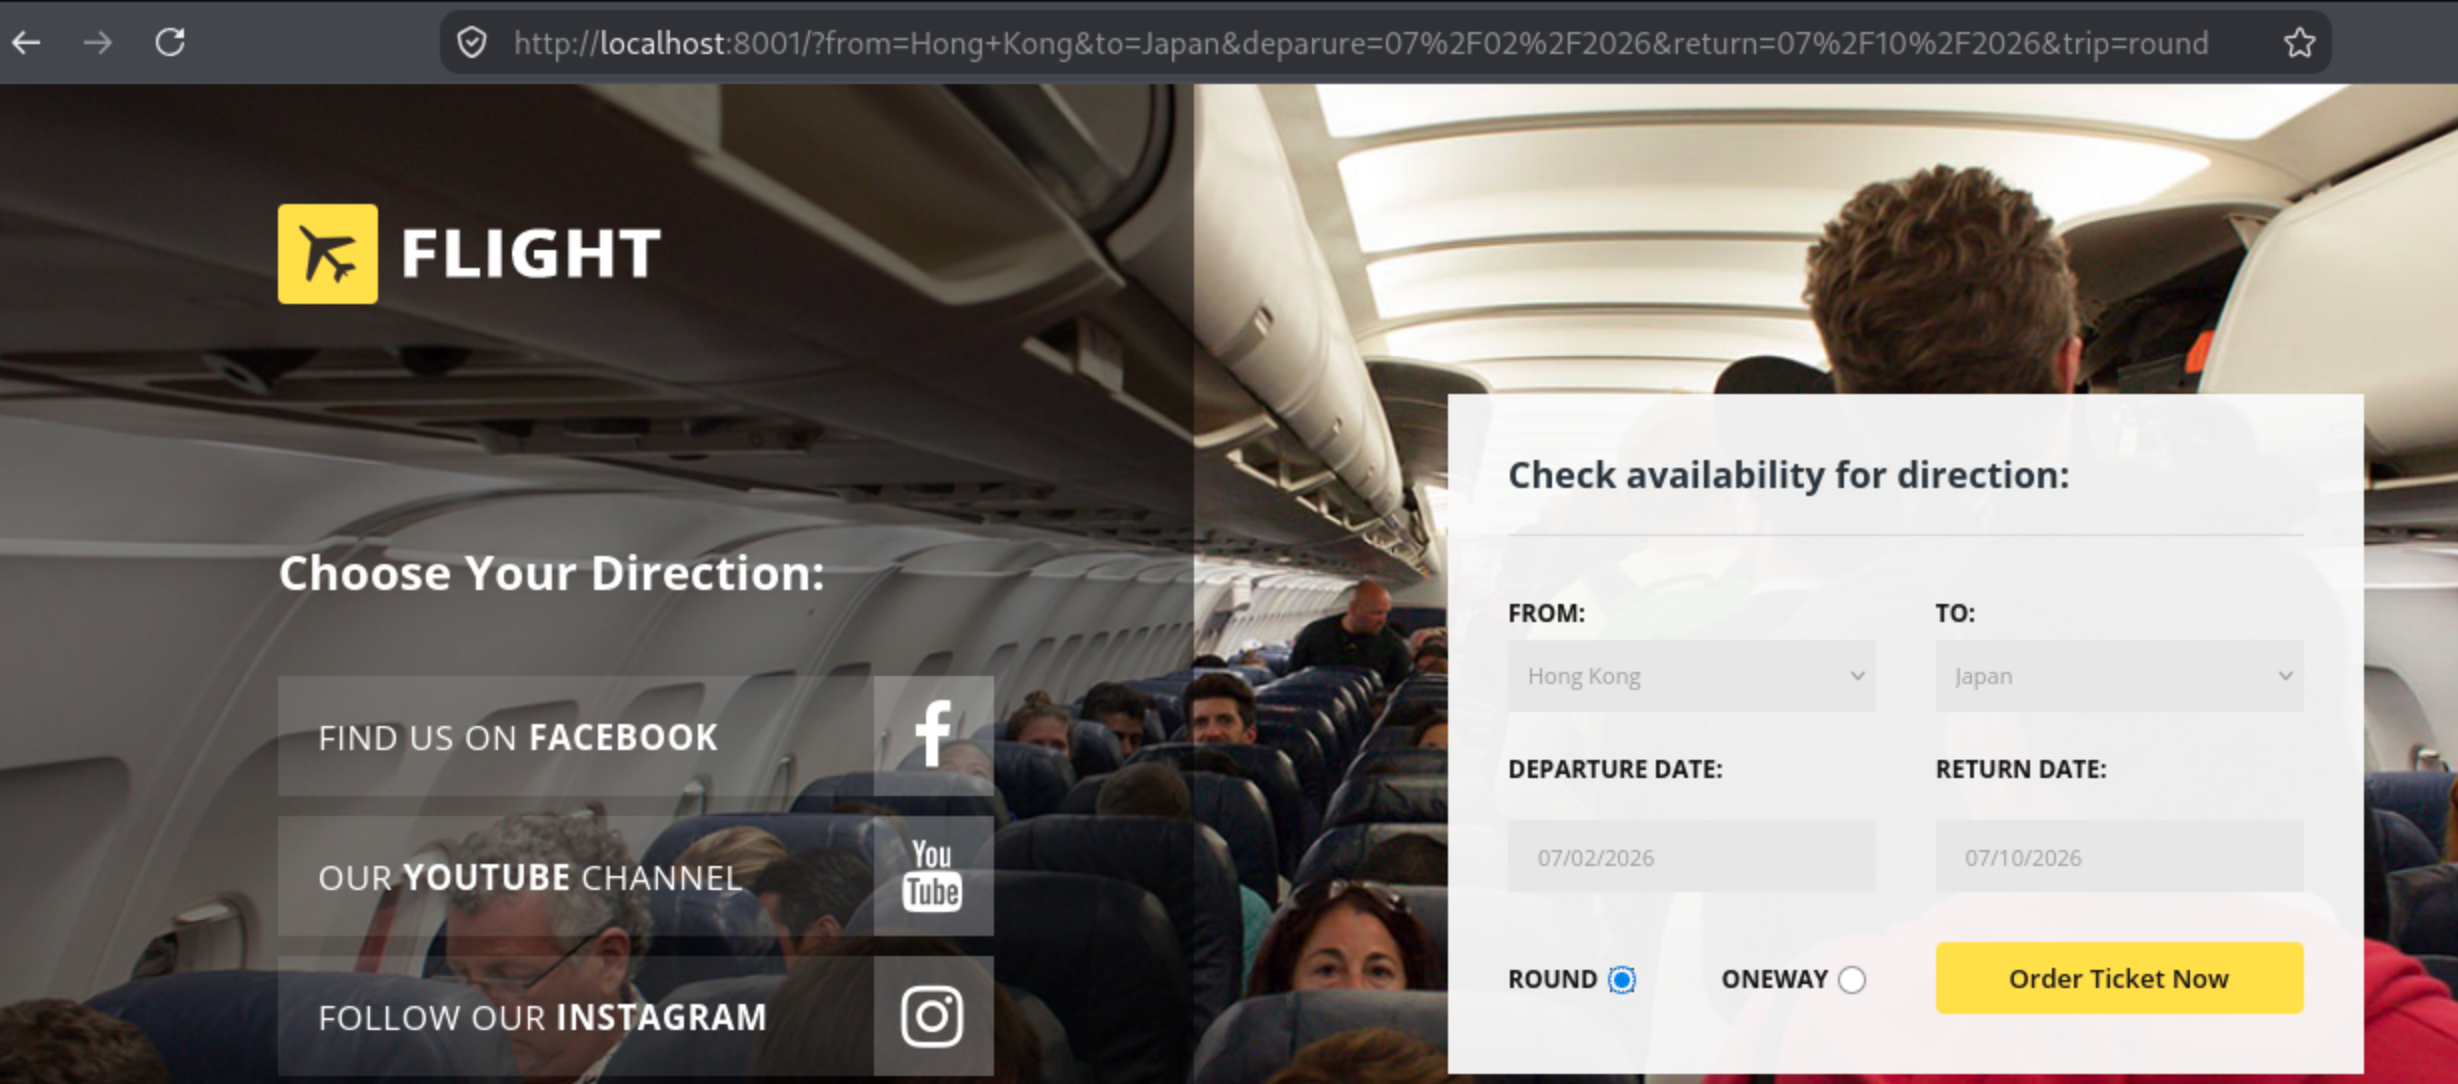 http://localhost:8001/?from=Hong+Kong&to=Japan&deparure=07%2F02%2F2026&return=07%2F10%2F2026&trip=round
FLIGHT
Choose Your Direction:
FIND US ON FACEBOOK
OUR YOUTUBE CHANNEL
You
Tube
FOLLOW OUR INSTAGRAM
Check availability for direction:
FROM:
TO:
Hong Kong
Japan
DEPARTURE DATE:
RETURN DATE:
07/02/2026
07/10/2026
ROUND
ONEWAY
Order Ticket Now